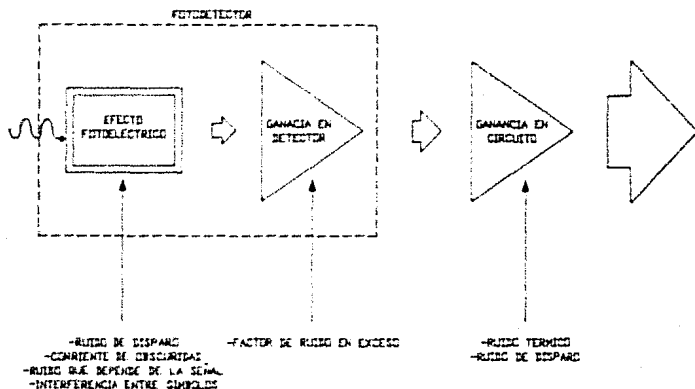 FOTODETECTOR
EFECTO
FOTOELECTRICO
GANACIA EN
DETECTOR
GANANCIA EN
CIRCUITO
-RUIDO DE DISPARO
-CORRIENTE DE OBSCURIDAD
-RUIDO QUE DEPENDE DE LA SEÑAL
-INTERFERENCIA ENTRE SIMBOLOS
-FACTOR DE RUIDO EN EXCESO
-RUIDO TERMICO
-RUIDO DE DISPARO